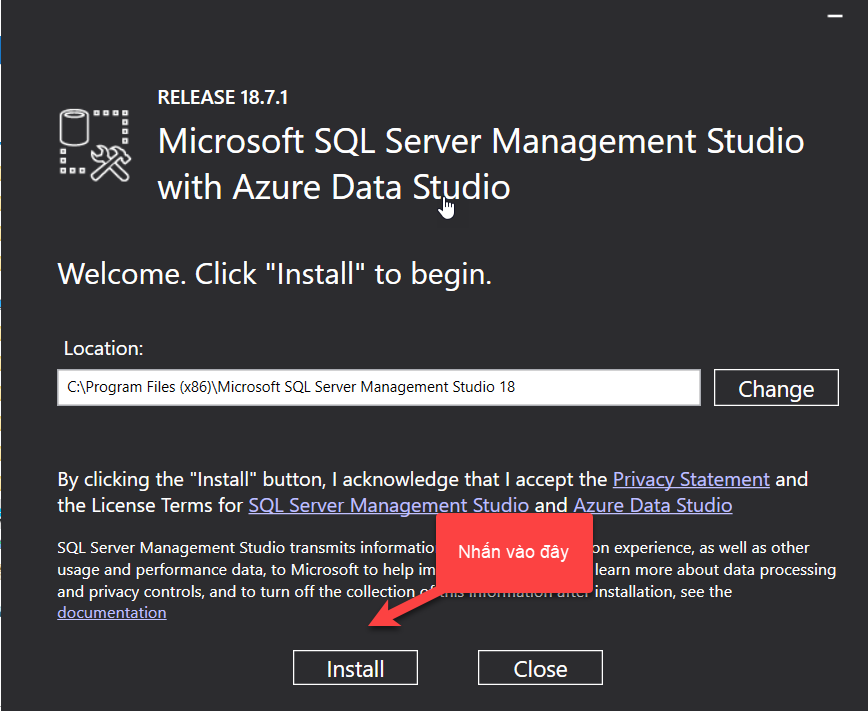 RELEASE 18.7.1
Microsoft SQL Server Management Studio
with Azure Data Studio
Welcome. Click "Install" to begin.
Location:
C:\Program Files (x86)\Microsoft SQL Server Management Studio 18
Change
By clicking the "Install" button, I acknowledge that I accept the Privacy Statement and
the License Terms for SQL Server Management Studio and Azure Data Studio
SQL Server Management Studio transmits information experience, as well as other
usage and performance data, to Microsoft to help learn more about data processing
and privacy controls, and to turn off the collection of this information after installation, see the
documentation
Nhấn vào đây
Install
Close